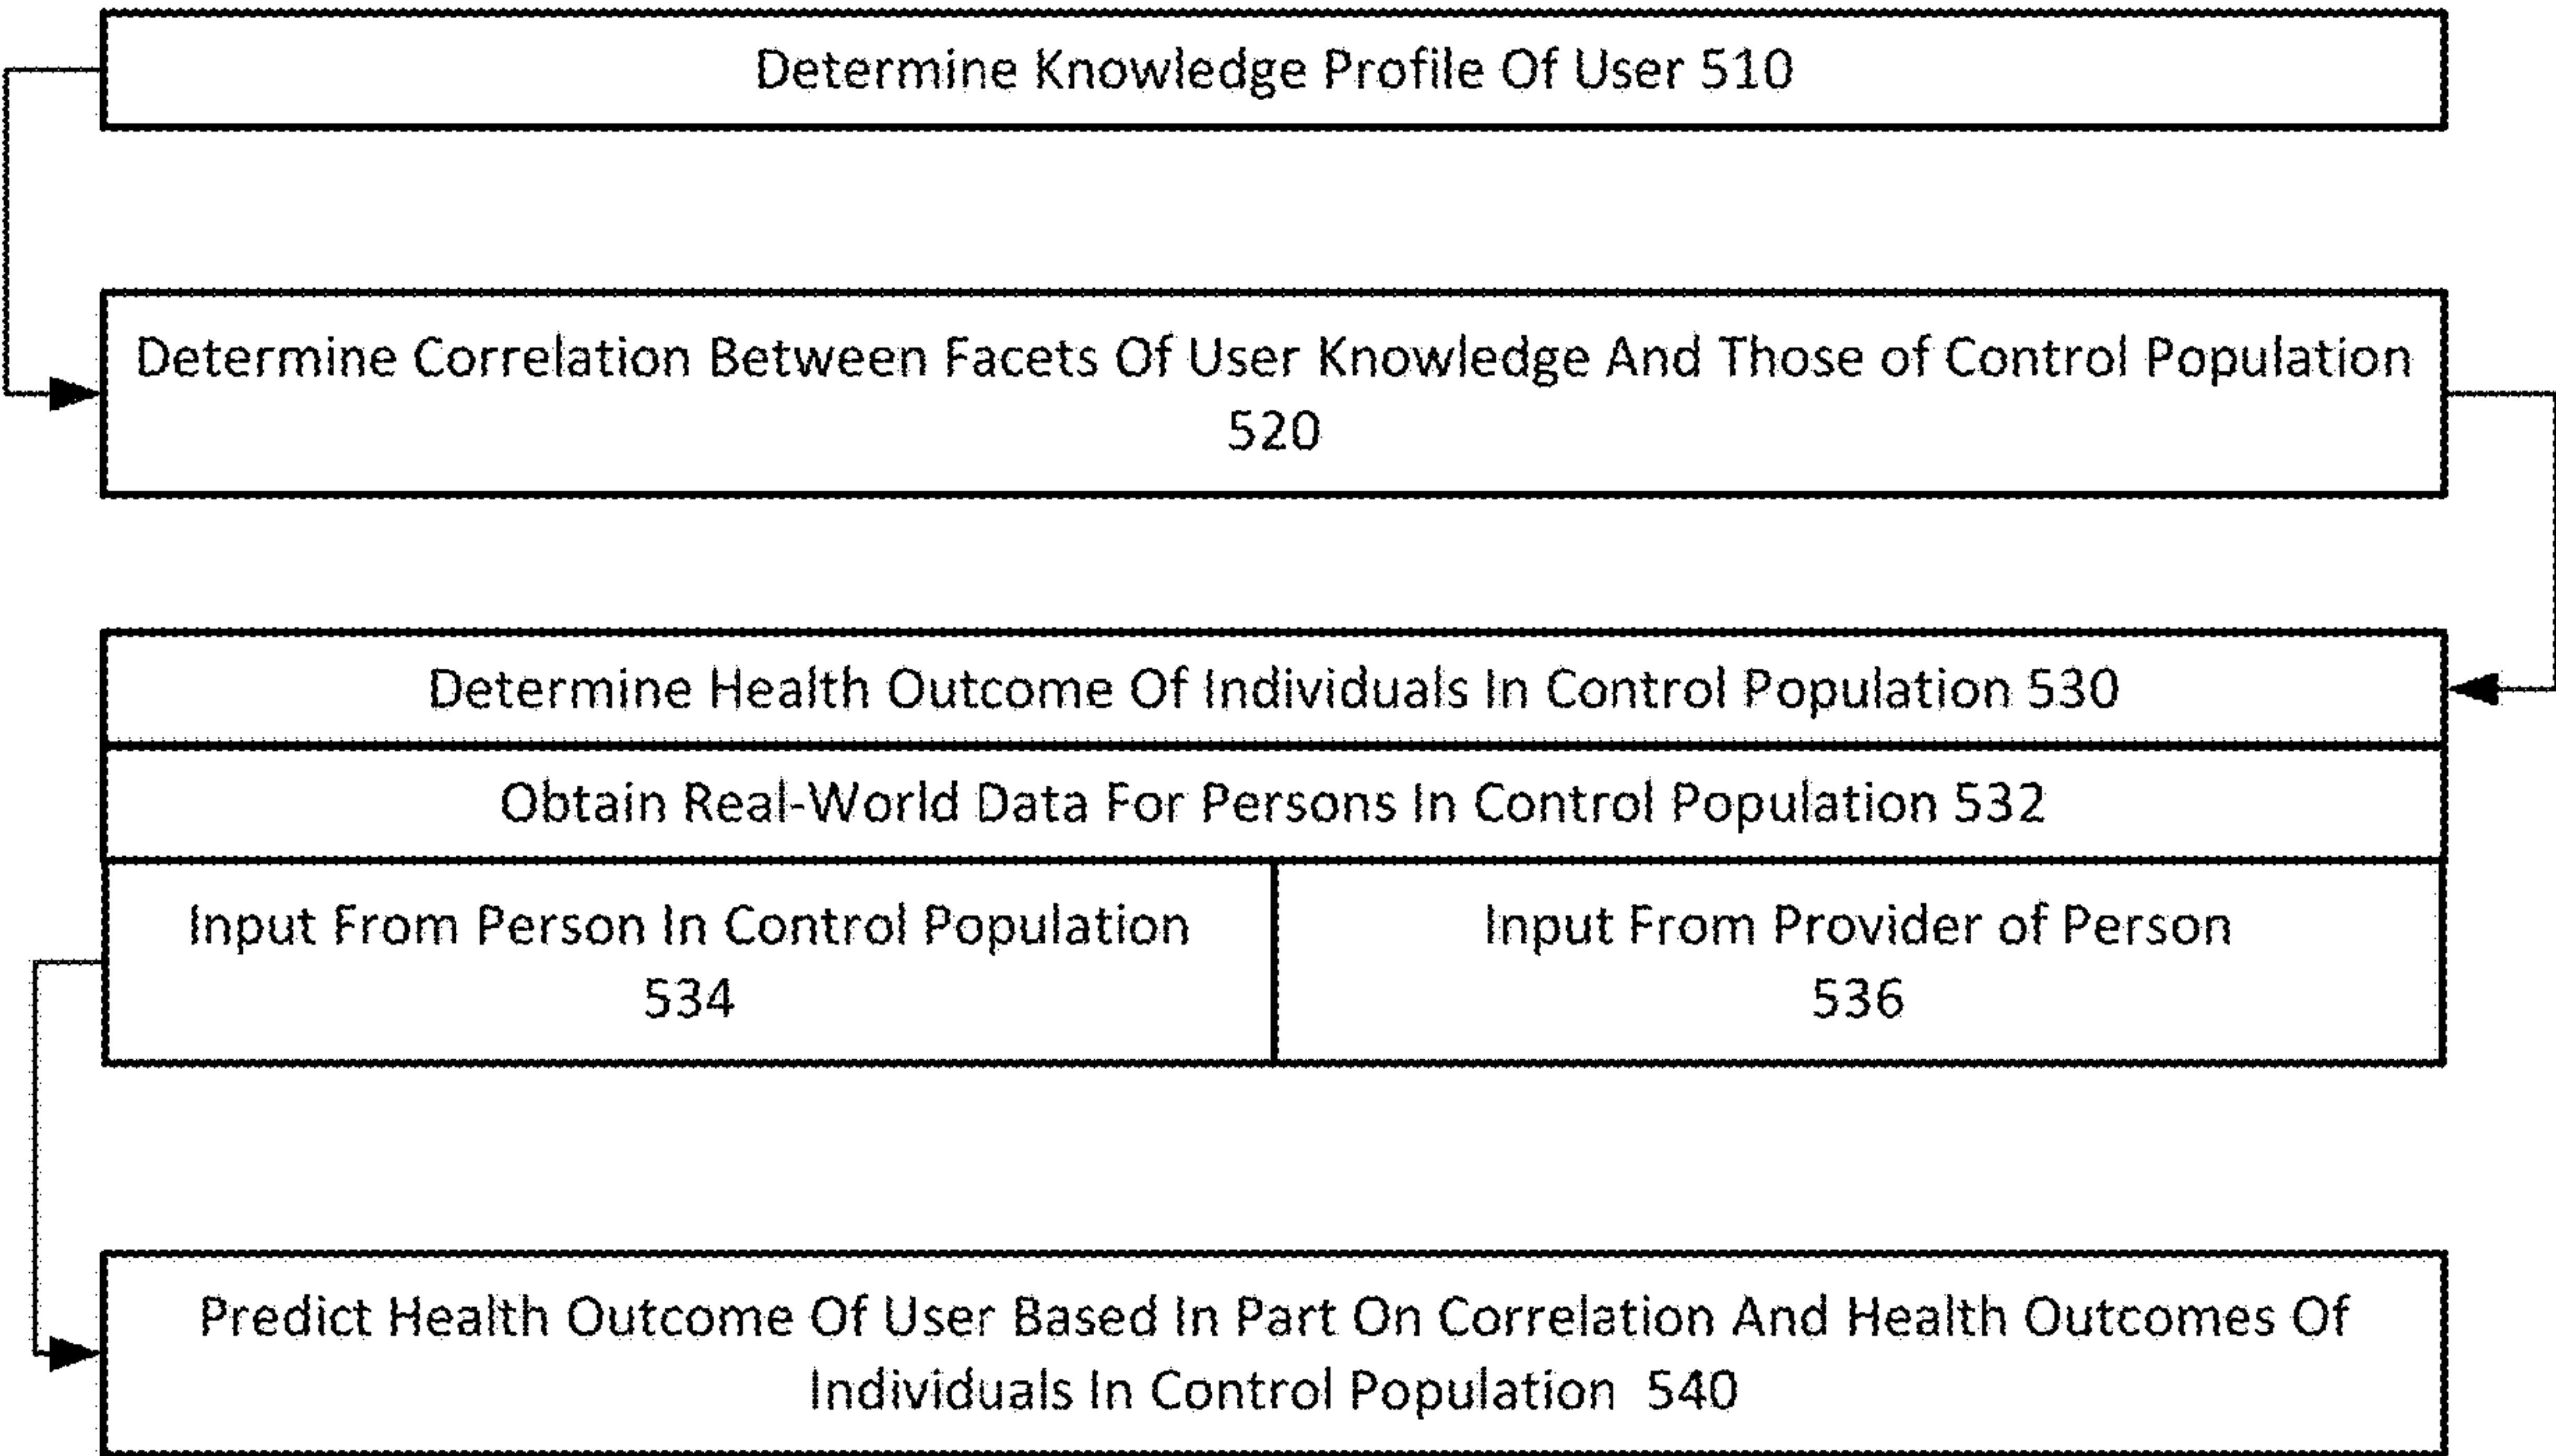 Determine Knowledge Profile Of User 510
Determine Correlation Between Facets Of User Knowledge And Those of Control Population
520
Determine Health Outcome Of Individuals In Control Population 530
Obtain Real-World Data For Persons In Control Population 532
Input From Person In Control Population
534
Input From Provider of Person
536
Predict Health Outcome Of User Based In Part On Correlation And Health Outcomes Of
Individuals In Control Population 540